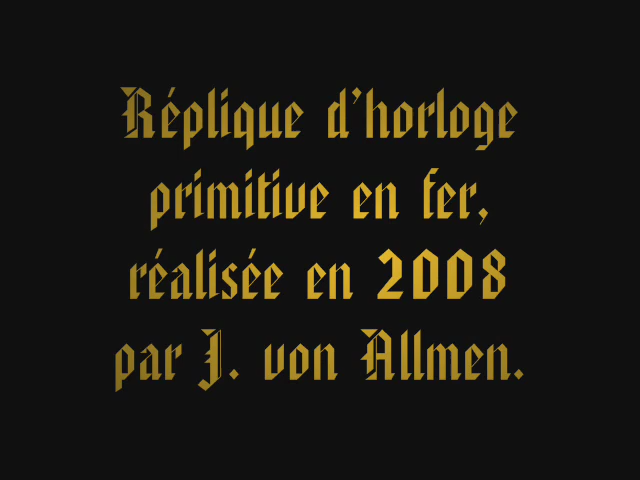 Réplique d'horloge
primitive en fer,
réalisée en 2008
par J. von Allmen.